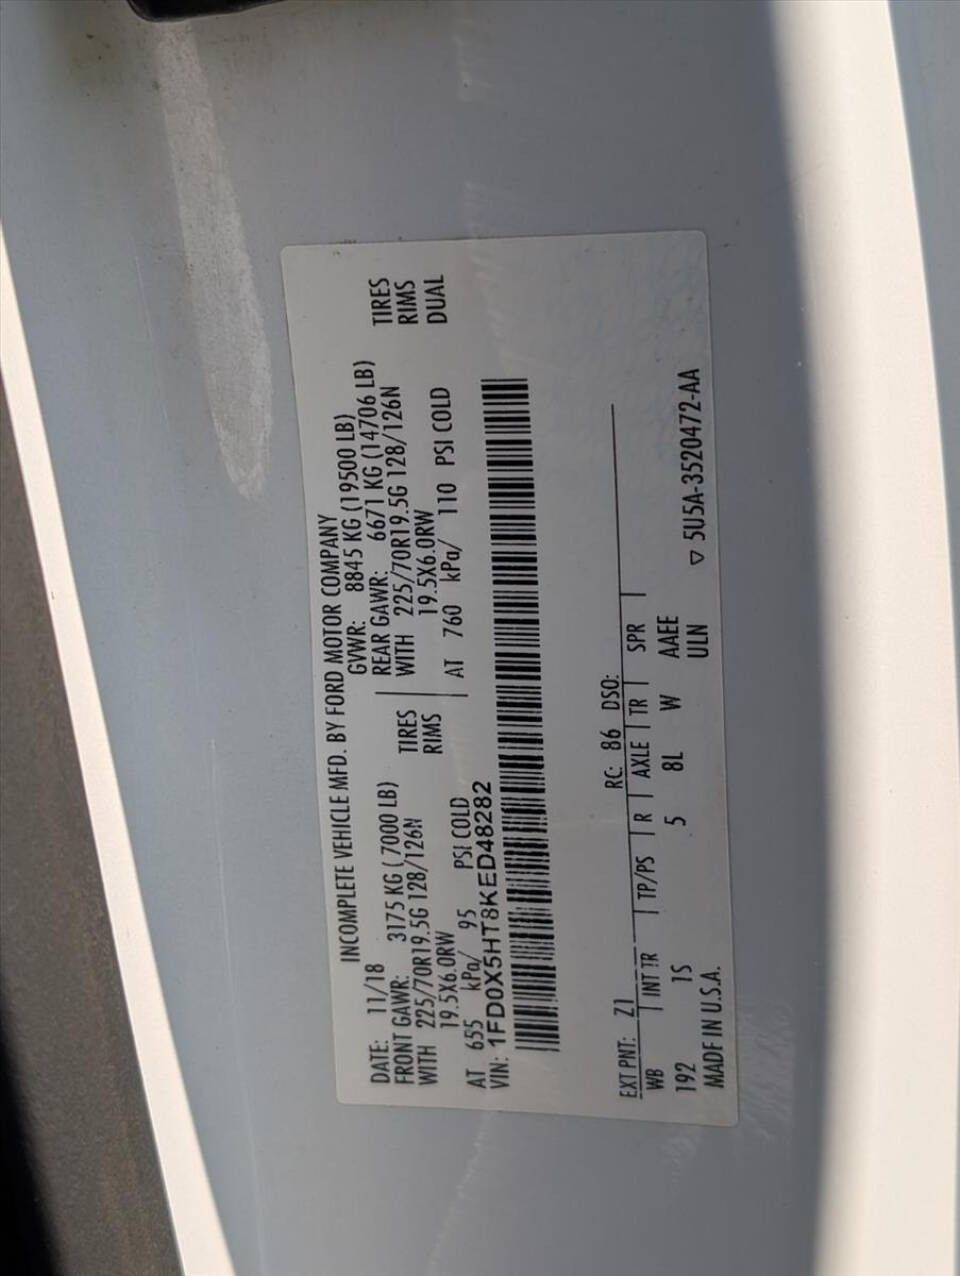 INCOMPLETE VEHICLE MFD. BY FORD MOTOR COMPANY
DATE: 11/18 GVWR: 8845 KG (19500 LB)
FRONT GAWR: 3175 KG ( 7000 LB) REAR GAWR: 6671 KG (14706 LB)
WITH 225/70R19.5G 128/126N TIRES WITH 225/70R19.5G 128/126N TIRES
19.5X6.0RW RIMS 19.5X6.0RW RIMS
AT 655 kPa/ 95 PSI COLD AT 760 kPa/ 110 PSI COLD DUAL
VIN: 1FD0X5HT8KED48282
EXT PNT: Z1 RC: 86 DSO:
WB INT TR TP/PS R AXLE TR SPR
192 1S 5 8L W AAEE
MADE IN U.S.A. ULN ▽ 5U5A-3520472-AA